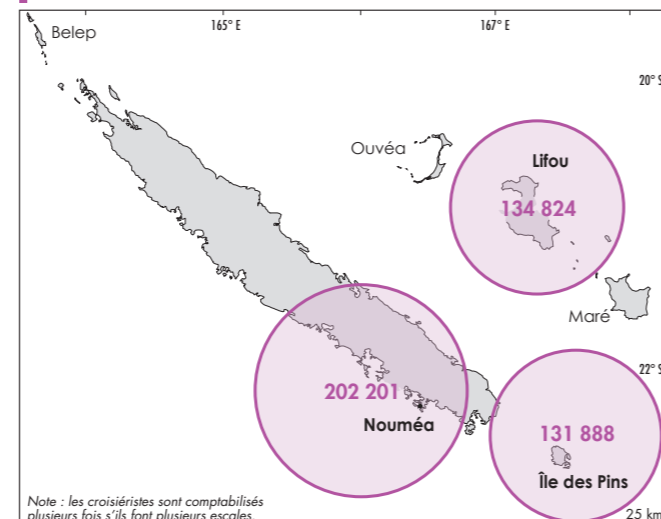 165° E
167° E
Belep
20° S
Ouvéa
Lifou
134 824
Maré
22° S
202 201
Nouméa
131 888
Île des Pins
Note : les croisiéristes sont comptabilisés
plusieurs fois s'ils font plusieurs escales.
25 km